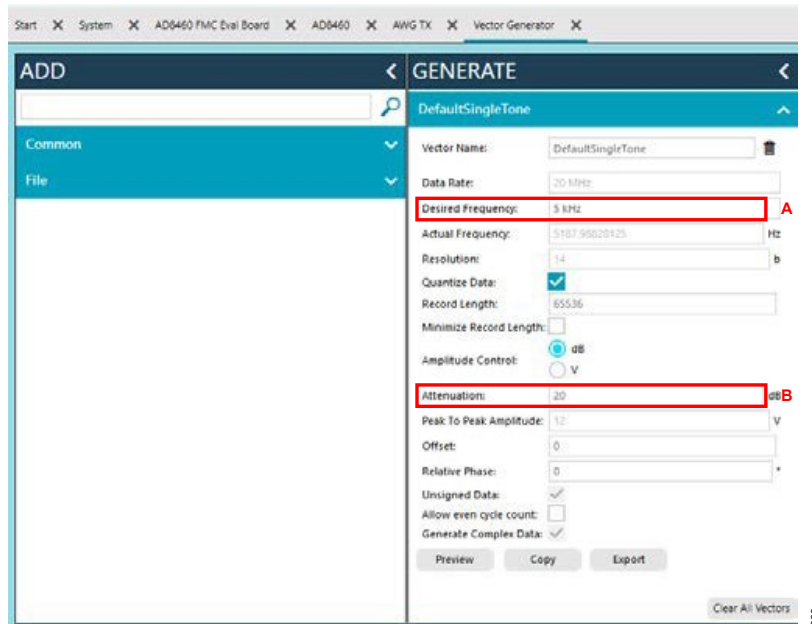 Start X System X AD8460 FMC Eval Board X AD8460 X AWG TX X Vector Generator X
ADD
Common
File
GENERATE
DefaultSingleTone
Vector Name: DefaultSingleTone
Data Rate: 20 MHz
Desired Frequency: 5 kHz A
Actual Frequency: Hz
Resolution: 14 b
Quantize Data:
Record Length: 65536
Minimize Record Length:
Amplitude Control: dB
V
Attenuation: 20 dB B
Peak To Peak Amplitude: 12 V
Offset: 0
Relative Phase: 0 °
Unsigned Data:
Allow even cycle count:
Generate Complex Data:
Preview Copy Export
Clear All Vectors